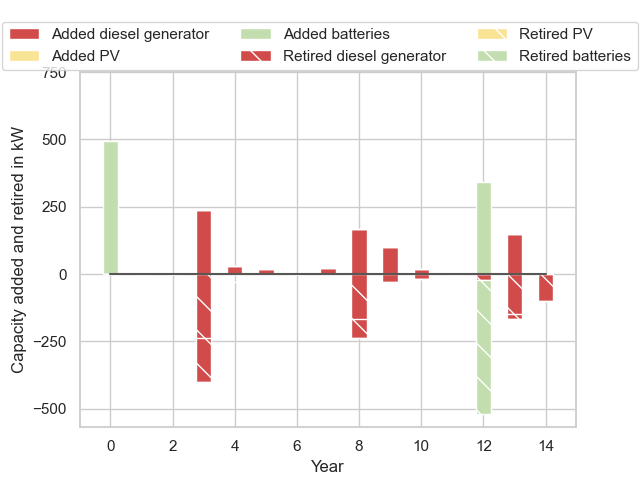 Added diesel generator Added batteries Retired PV
Added PV Retired diesel generator Retired batteries
750
500
250
0
−250
−500
Capacity added and retired in kW
0 2 4 6 8 10 12 14
Year